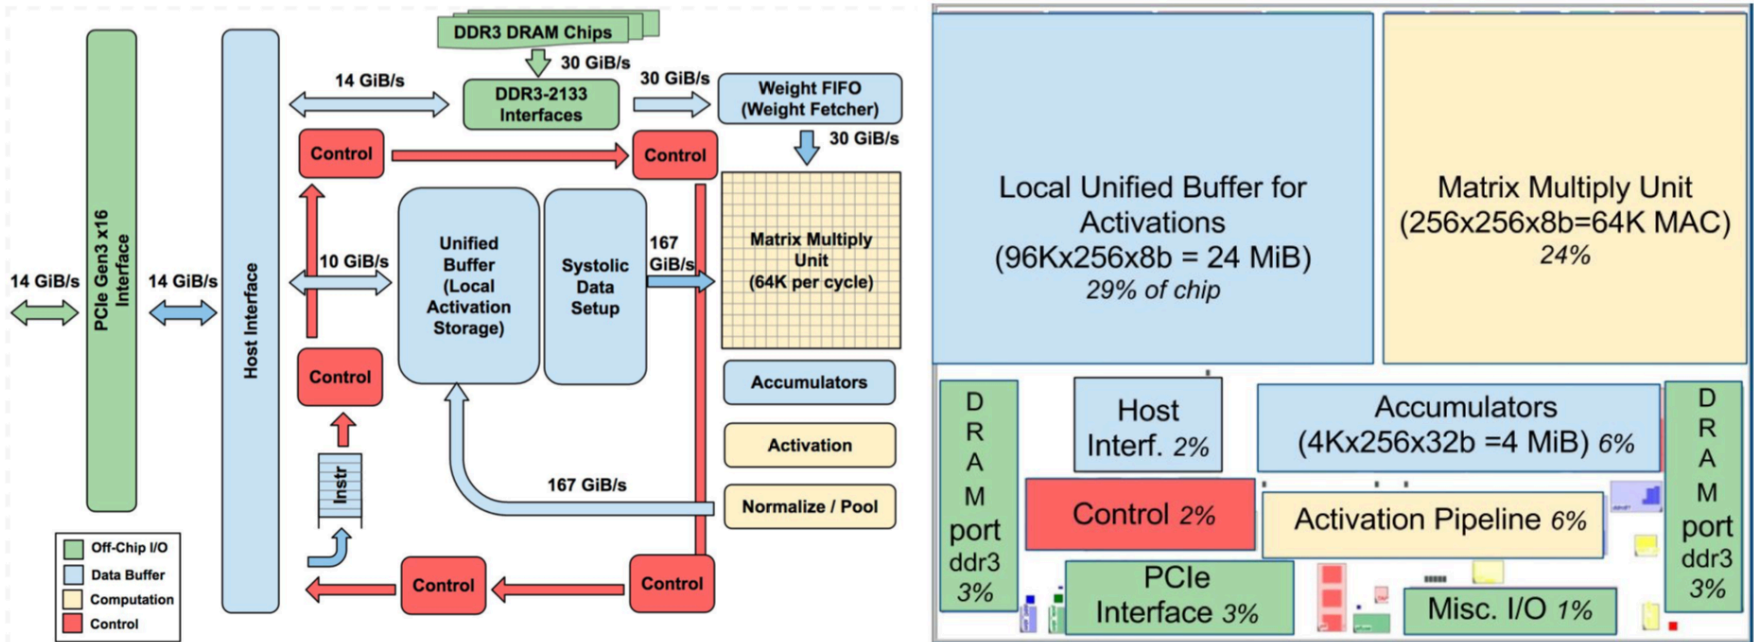 DDR3 DRAM Chips
30 GiB/s
14 GiB/s
DDR3-2133
Interfaces
30 GiB/s
Weight FIFO
(Weight Fetcher)
30 GiB/s
Control
Control
PCIe Gen3 x16
Interface
Host Interface
14 GiB/s
14 GiB/s
10 GiB/s
Unified
Buffer
(Local
Activation
Storage)
Systolic
Data
Setup
167
GiB/s
Matrix Multiply
Unit
(64K per cycle)
Control
Accumulators
Activation
Normalize / Pool
167 GiB/s
Instr
Control
Control
Off-Chip I/O
Data Buffer
Computation
Control
Local Unified Buffer for
Activations
(96Kx256x8b = 24 MiB)
29% of chip
Matrix Multiply Unit
(256x256x8b=64K MAC)
24%
D
R
A
M
port
ddr3
3%
Host
Interf. 2%
Accumulators
(4Kx256x32b =4 MiB) 6%
D
R
A
M
port
ddr3
3%
Control 2%
Activation Pipeline 6%
PCIe
Interface 3%
Misc. I/O 1%